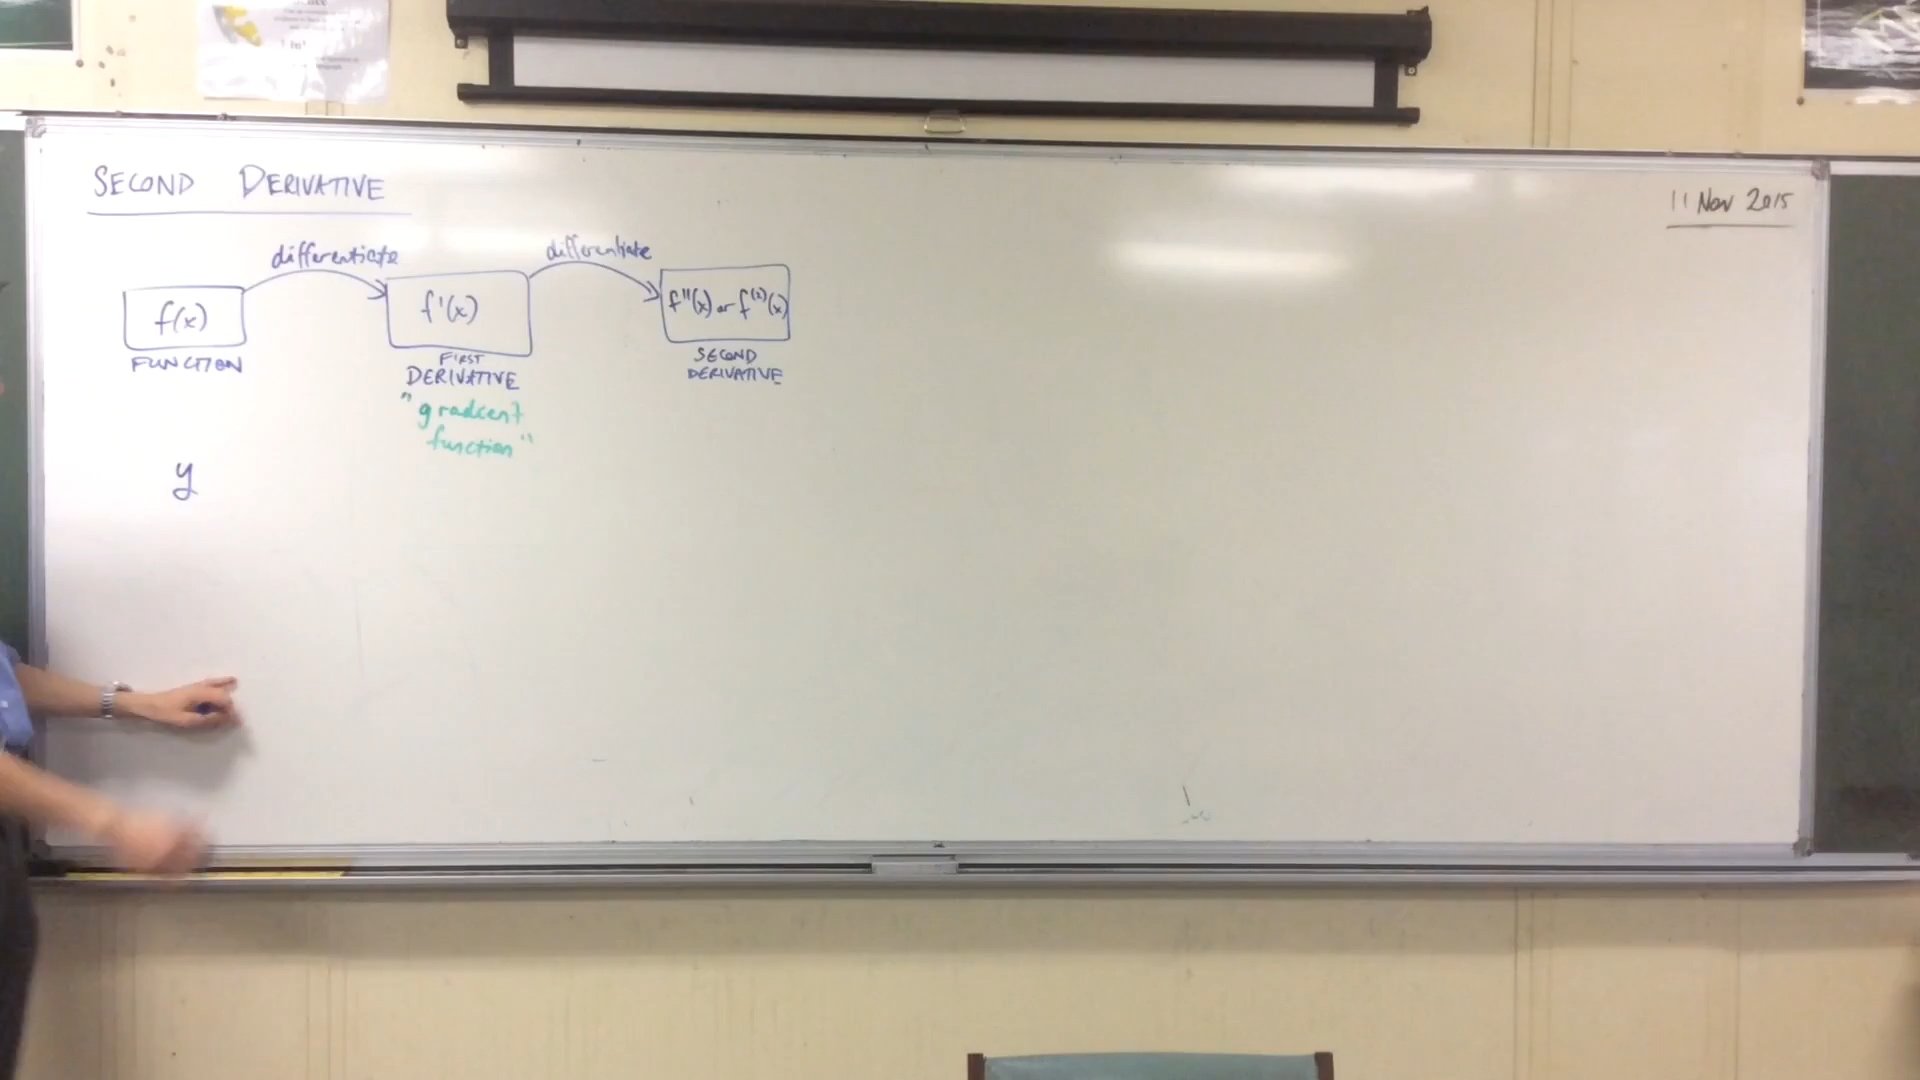 SECOND DERIVATIVE
11 Nov 2015
differentiate differentiate
f(x) f'(x) f''(x) or f⁽²⁾(x)
FUNCTION FIRST DERIVATIVE SECOND DERIVATIVE
"gradient
function"
y